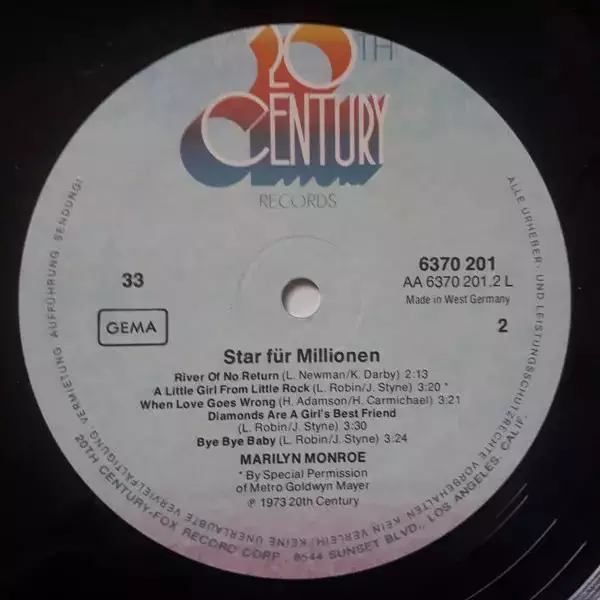 20TH
CENTURY
RECORDS
33
6370 201
AA 6370 201.2 L
Made in West Germany
GEMA
2
Star für Millionen
River Of No Return (L. Newman/K. Darby) 2:13
A Little Girl From Little Rock (L. Robin/J. Styne) 3:20 *
When Love Goes Wrong (H. Adamson/H. Carmichael) 3:21
Diamonds Are A Girl's Best Friend
(L. Robin/J. Styne) 3:30
Bye Bye Baby (L. Robin/J. Styne) 3:24
MARILYN MONROE
* By Special Permission
of Metro Goldwyn Mayer
℗ 1973 20th Century
ALLE URHEBER- UND LEISTUNGSSCHUTZRECHTE VORBEHALTEN. KEIN VERLEIH! KEINE UNERLAUBTE VERVIELFÄLTIGUNG, VERMIETUNG, AUFFÜHRUNG, SENDUNG!
20TH CENTURY-FOX RECORD CORP. 8544 SUNSET BLVD., LOS ANGELES, CALIF.